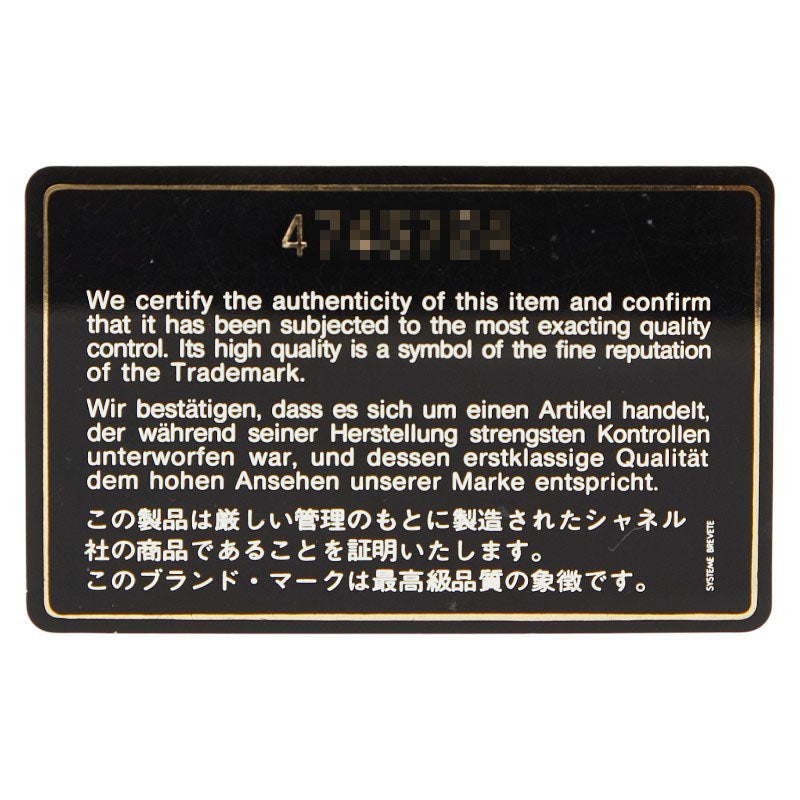 4
We certify the authenticity of this item and confirm
that it has been subjected to the most exacting quality
control. Its high quality is a symbol of the fine reputation
of the Trademark.
Wir bestätigen, dass es sich um einen Artikel handelt,
der während seiner Herstellung strengsten Kontrollen
unterworfen war, und dessen erstklassige Qualität
dem hohen Ansehen unserer Marke entspricht.
この製品は厳しい管理のもとに製造されたシャネル
社の商品であることを証明いたします。
このブランド・マークは最高級品質の象徴です。
SYSTEME BREVETE